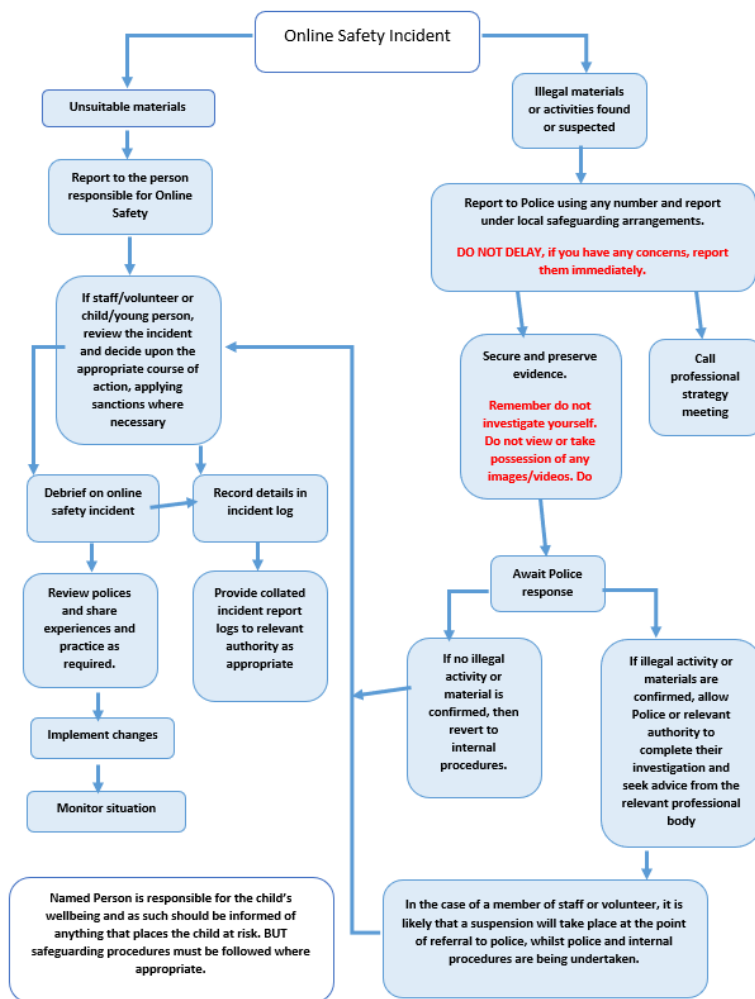 Online Safety Incident
Unsuitable materials
Report to the person
responsible for Online
Safety
If staff/volunteer or
child/young person,
review the incident
and decide upon the
appropriate course of
action, applying
sanctions where
necessary
Debrief on online
safety incident
Record details in
incident log
Review polices
and share
experiences and
practice as
required.
Provide collated
incident report
logs to relevant
authority as
appropriate
Implement changes
Monitor situation
Named Person is responsible for the child's
wellbeing and as such should be informed of
anything that places the child at risk. BUT
safeguarding procedures must be followed where
appropriate.
Illegal materials
or activities found
or suspected
Report to Police using any number and report
under local safeguarding arrangements.
DO NOT DELAY, if you have any concerns, report
them immediately.
Secure and preserve
evidence.
Remember do not
investigate yourself.
Do not view or take
possession of any
images/videos. Do
Call
professional
strategy
meeting
Await Police
response
If no illegal
activity or
material is
confirmed, then
revert to
internal
procedures.
If illegal activity or
materials are
confirmed, allow
Police or relevant
authority to
complete their
investigation and
seek advice from the
relevant professional
body
In the case of a member of staff or volunteer, it is
likely that a suspension will take place at the point
of referral to police, whilst police and internal
procedures are being undertaken.